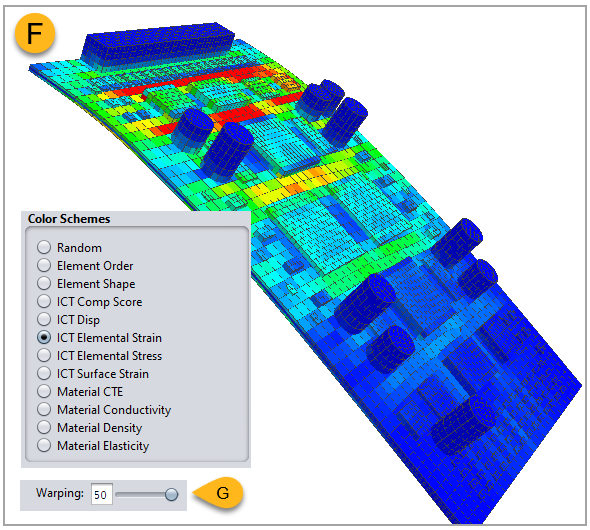 F
Color Schemes
Random
Element Order
Element Shape
ICT Comp Score
ICT Disp
ICT Elemental Strain
ICT Elemental Stress
ICT Surface Strain
Material CTE
Material Conductivity
Material Density
Material Elasticity
Warping: 50
G